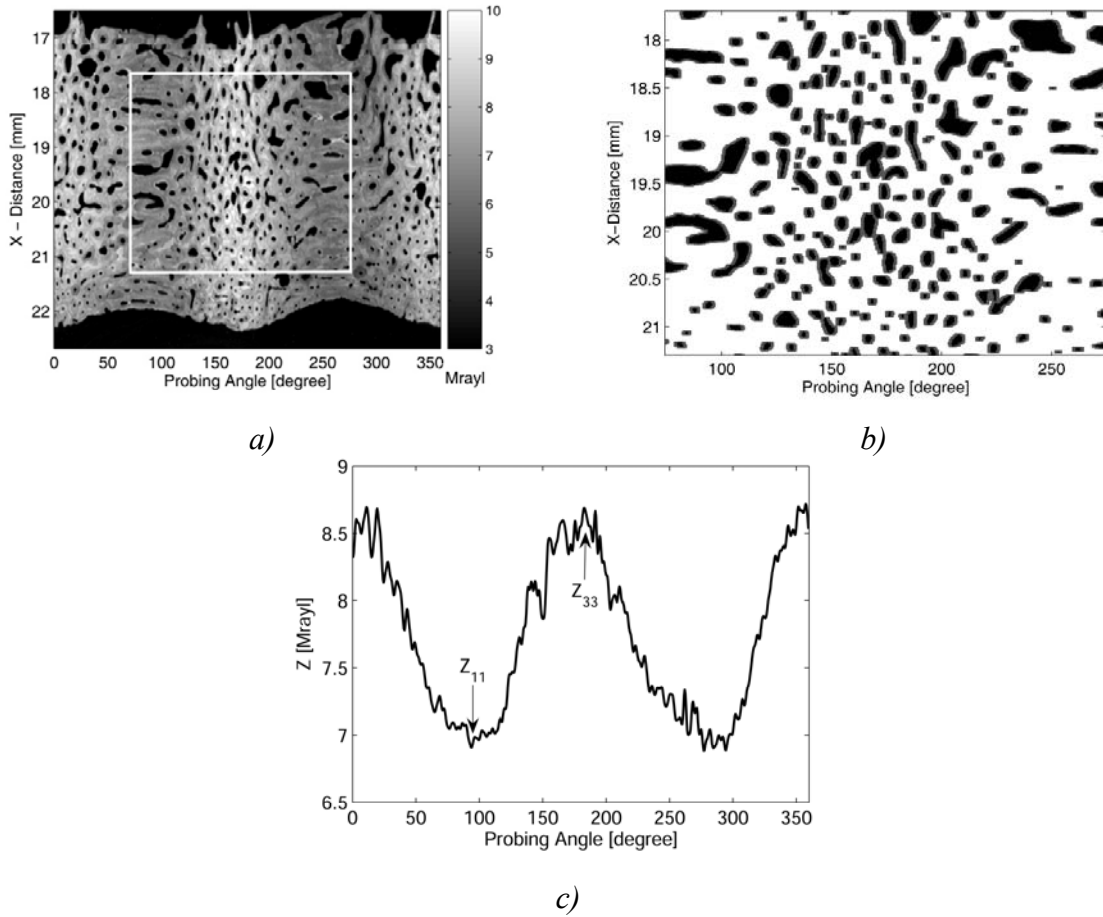 17
18
19
20
21
22
X - Distance [mm]
0 50 100 150 200 250 300 350
Probing Angle [degree]
10
9
8
7
6
5
4
3
Mrayl
a)
18
18.5
19
19.5
20
20.5
21
X-Distance [mm]
100 150 200 250
Probing Angle [degree]
b)
9
8.5
8
7.5
7
6.5
Z [Mrayl]
Z11
Z33
0 50 100 150 200 250 300 350
Probing Angle [degree]
c)